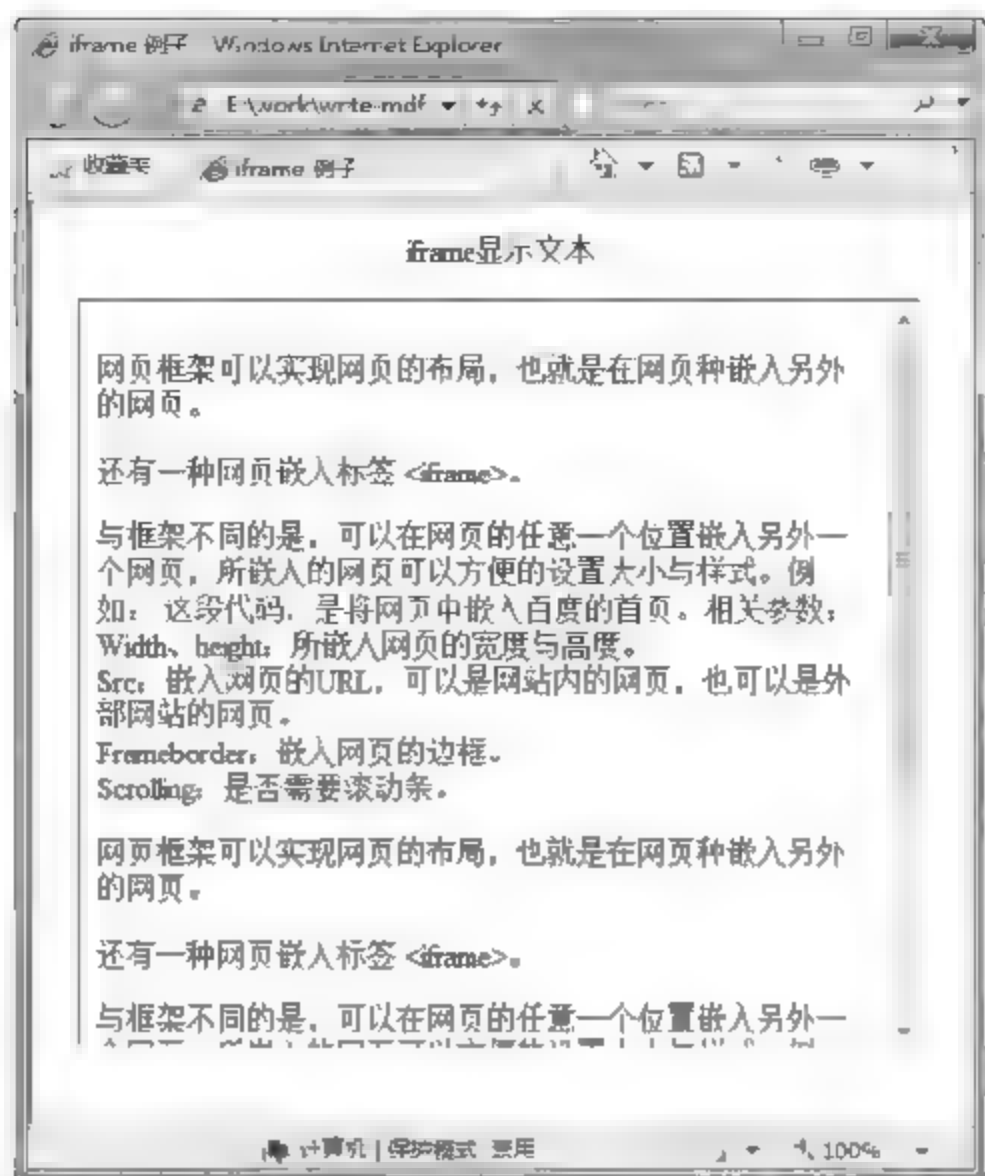 iframe 例子 Windows Internet Explorer
E:\work\write-mdf
收藏夹 iframe 例子
iframe显示文本
网页框架可以实现网页的布局，也就是在网页种嵌入另外
的网页。
还有一种网页嵌入标签 <iframe>。
与框架不同的是，可以在网页的任意一个位置嵌入另外一
个网页，所嵌入的网页可以方便的设置大小与样式。例
如： 这段代码，是将网页中嵌入百度的首页。相关参数：
Width、height：所嵌入网页的宽度与高度。
Src：嵌入网页的URL，可以是网站内的网页，也可以是外
部网站的网页。
Frameborder：嵌入网页的边框。
Scrolling：是否需要滚动条。
网页框架可以实现网页的布局，也就是在网页种嵌入另外
的网页。
还有一种网页嵌入标签 <iframe>。
与框架不同的是，可以在网页的任意一个位置嵌入另外一
计算机 | 保护模式 禁用 100%